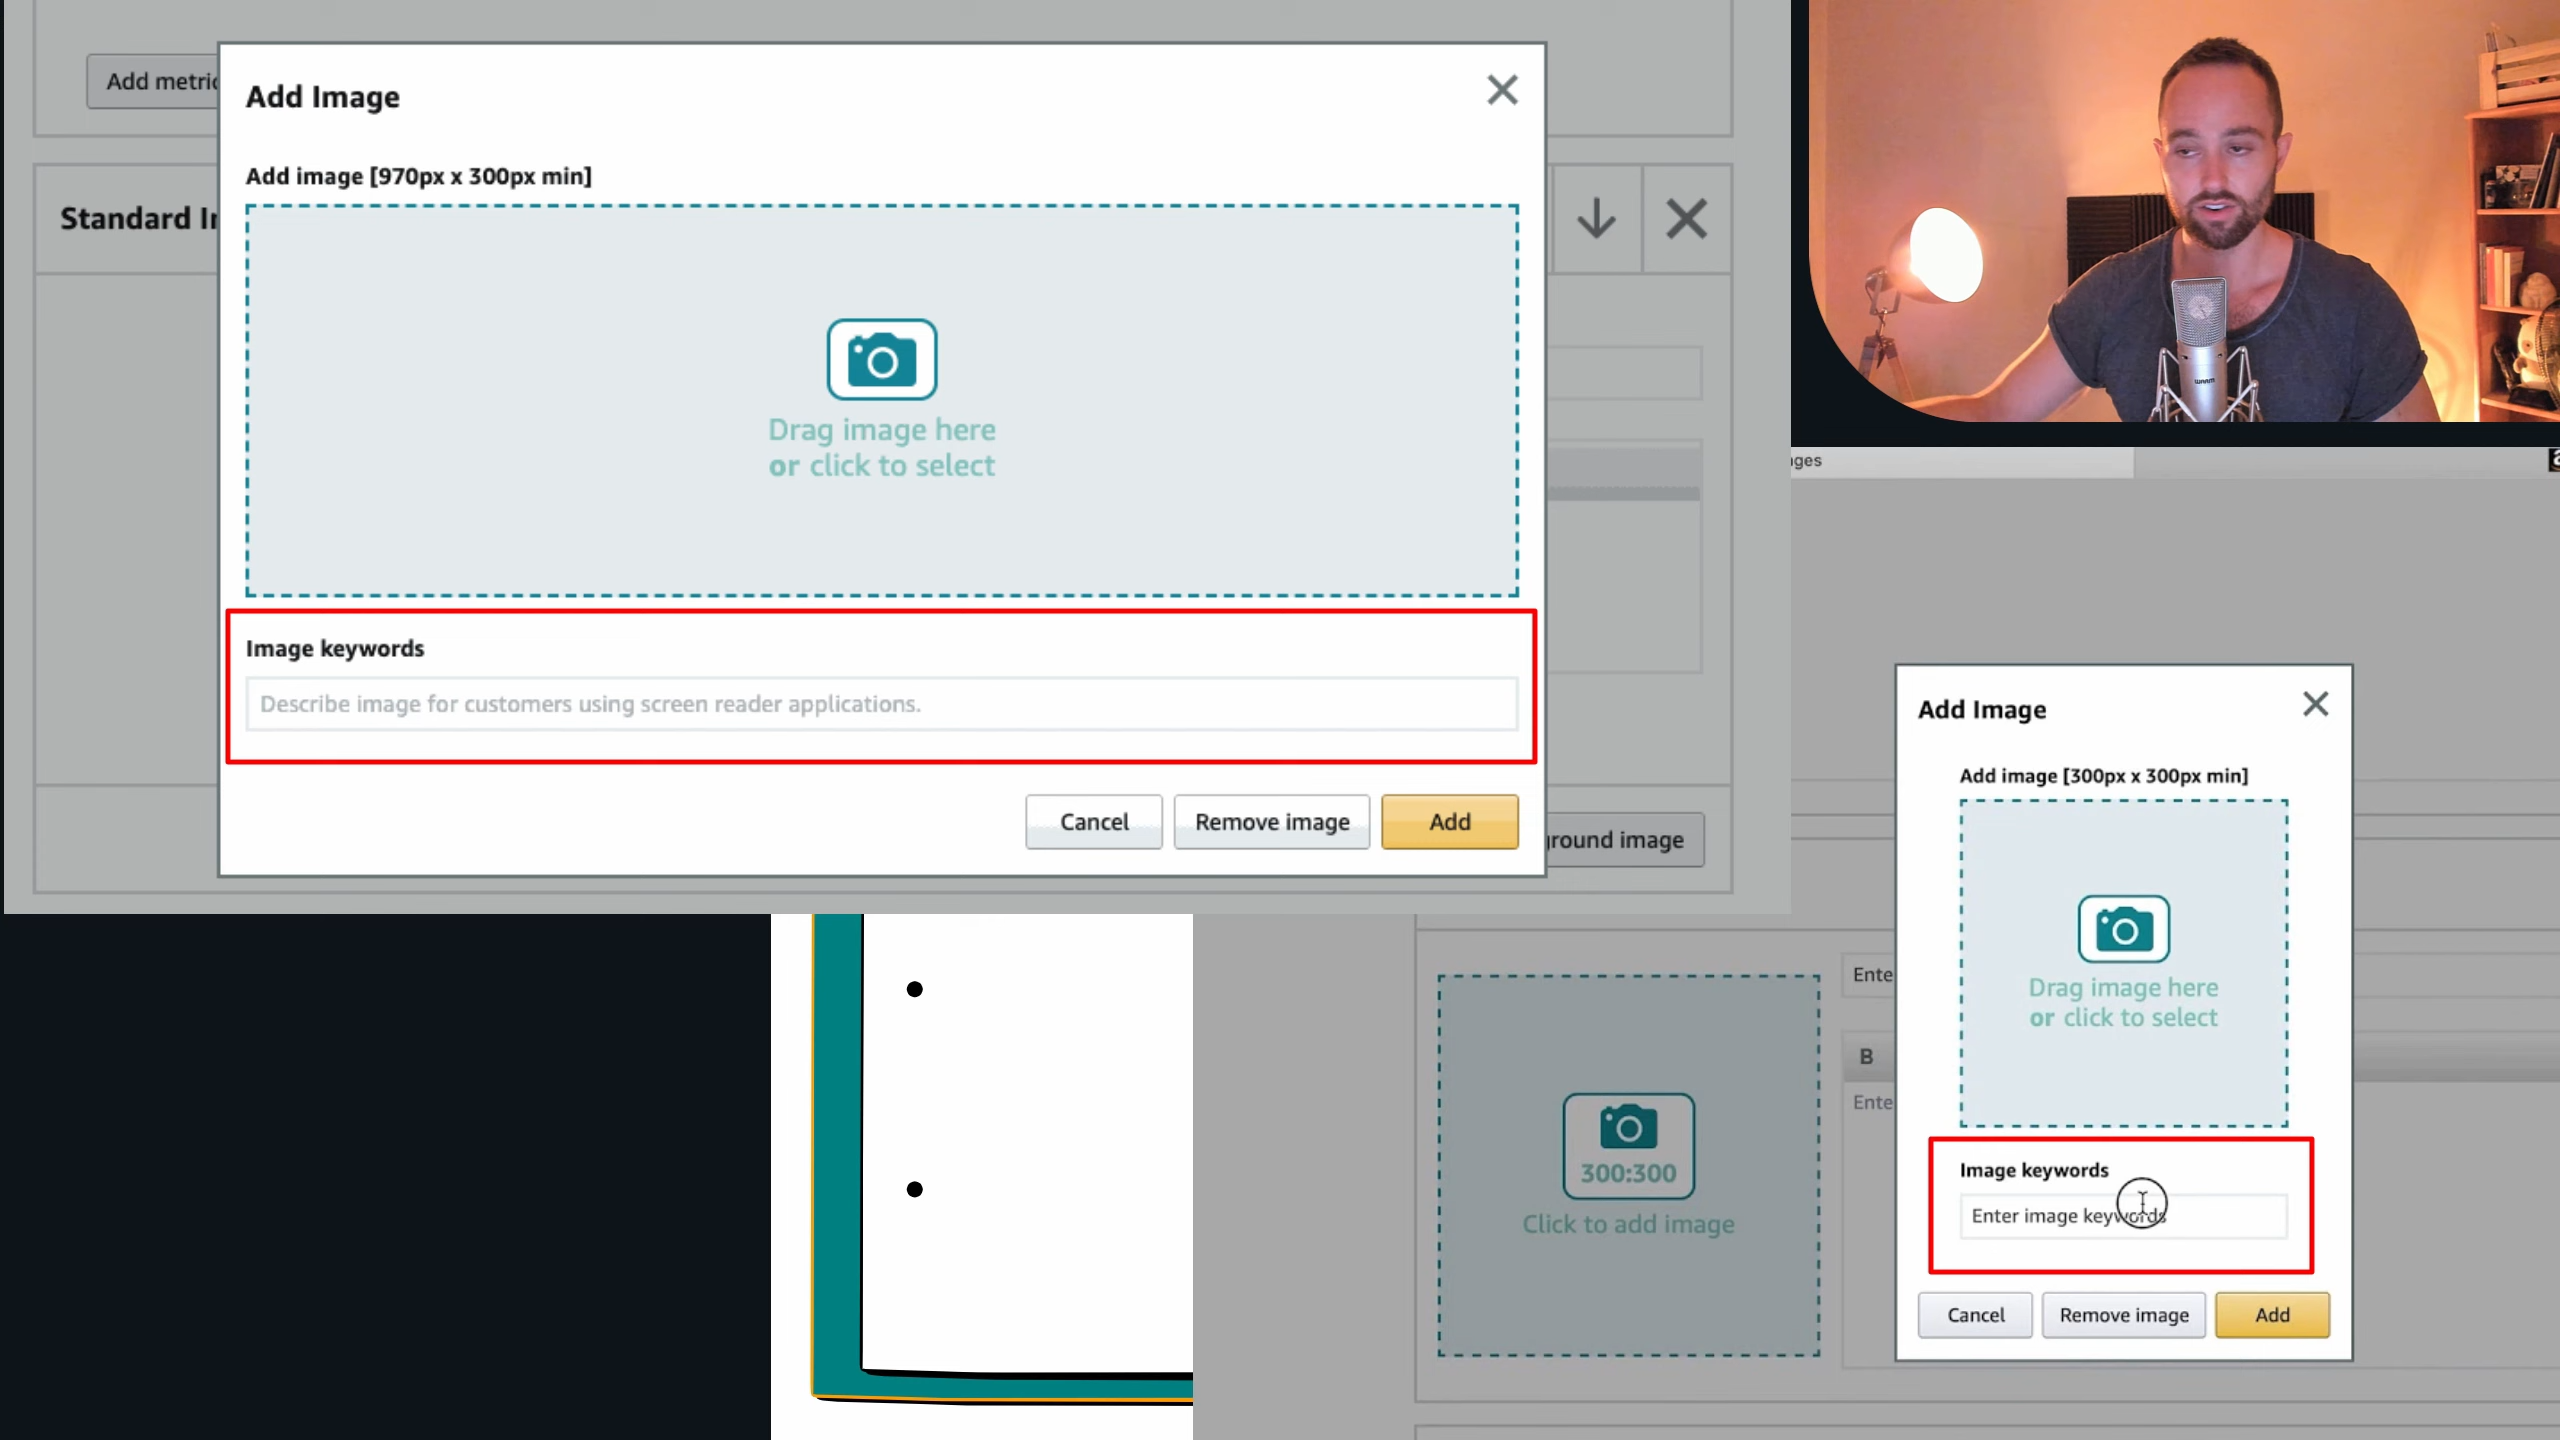 Add metric
Add Image
Add image [970px x 300px min]
Standard I
Drag image here
or click to select
Image keywords
Describe image for customers using screen reader applications.
Cancel
Remove image
Add
ground image
WARM
ges
Add Image
Add image [300px x 300px min]
Drag image here
or click to select
Image keywords
Enter image keywords
Cancel
Remove image
Add
Ente
B
Ente
300:300
Click to add image